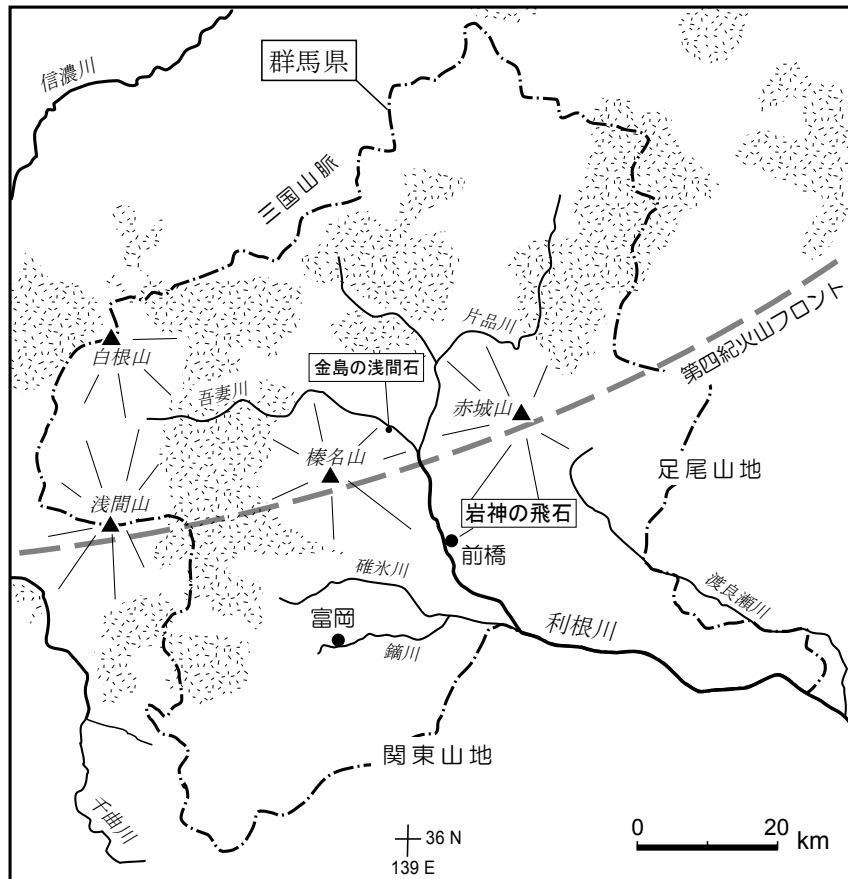 信濃川
群馬県
三国山脈
片品川
第四紀火山フロント
白根山
金島の浅間石
吾妻川
赤城山
榛名山
足尾山地
浅間山
岩神の飛石
前橋
碓氷川
渡良瀬川
富岡
利根川
鏑川
関東山地
千曲川
36 N
139 E
0 20 km